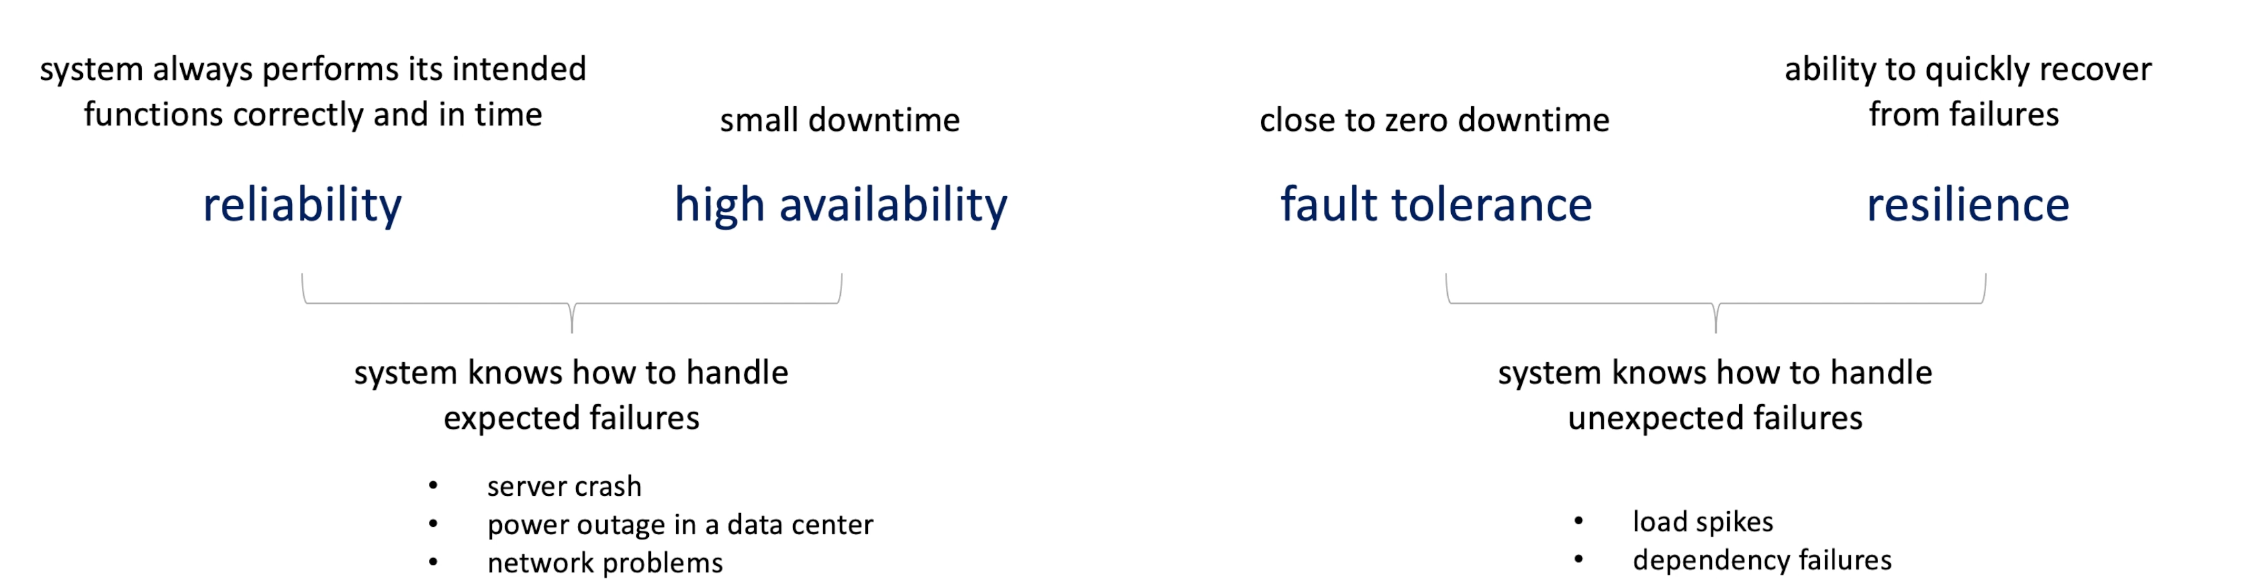 system always performs its intended
functions correctly and in time
reliability
small downtime
high availability
system knows how to handle
expected failures
• server crash
• power outage in a data center
• network problems
close to zero downtime
fault tolerance
ability to quickly recover
from failures
resilience
system knows how to handle
unexpected failures
• load spikes
• dependency failures